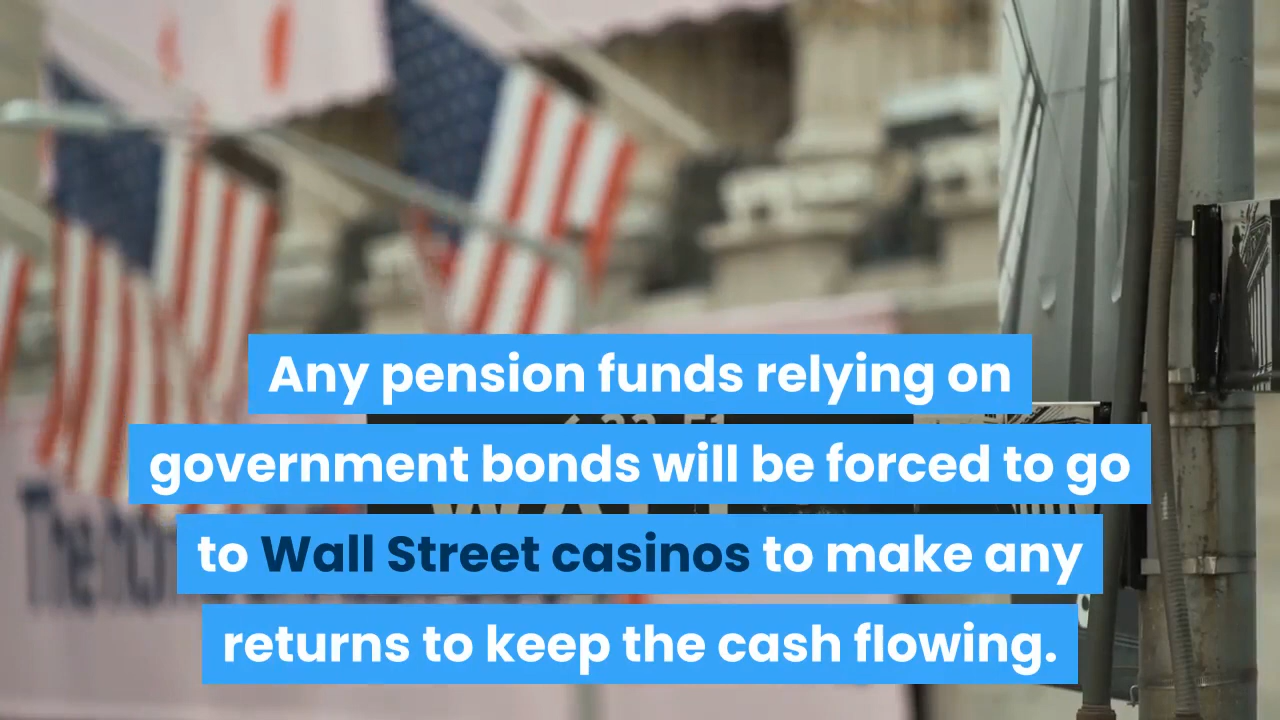 Any pension funds relying on
government bonds will be forced to go
to Wall Street casinos to make any
returns to keep the cash flowing.